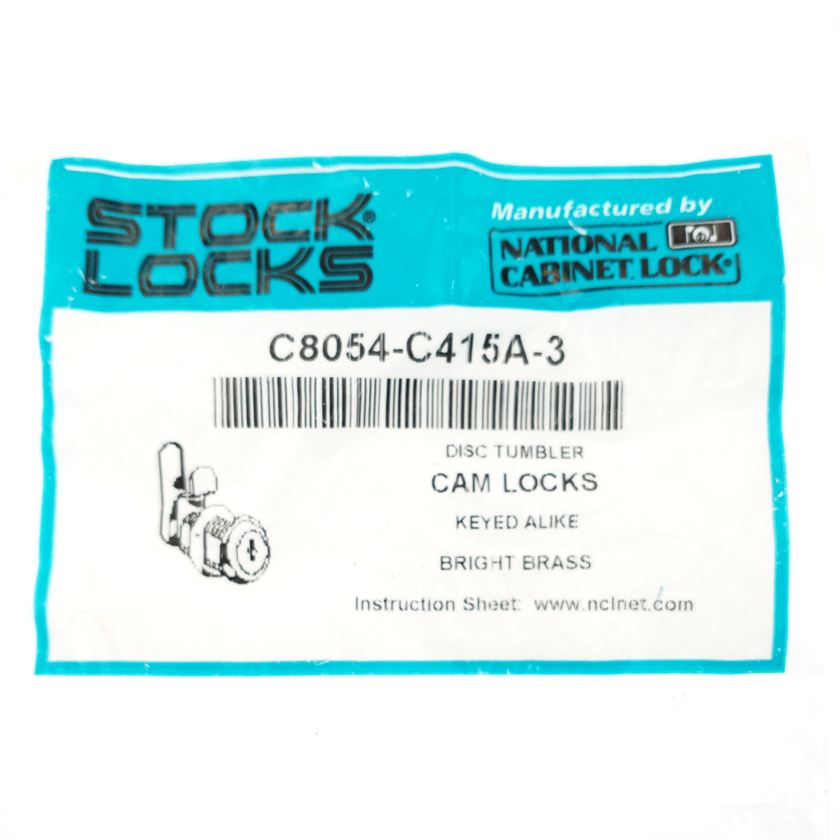 STOCK® LOCKS
Manufactured by
NATIONAL
CABINET LOCK®
C8054-C415A-3
DISC TUMBLER
CAM LOCKS
KEYED ALIKE
BRIGHT BRASS
Instruction Sheet: www.nclnet.com